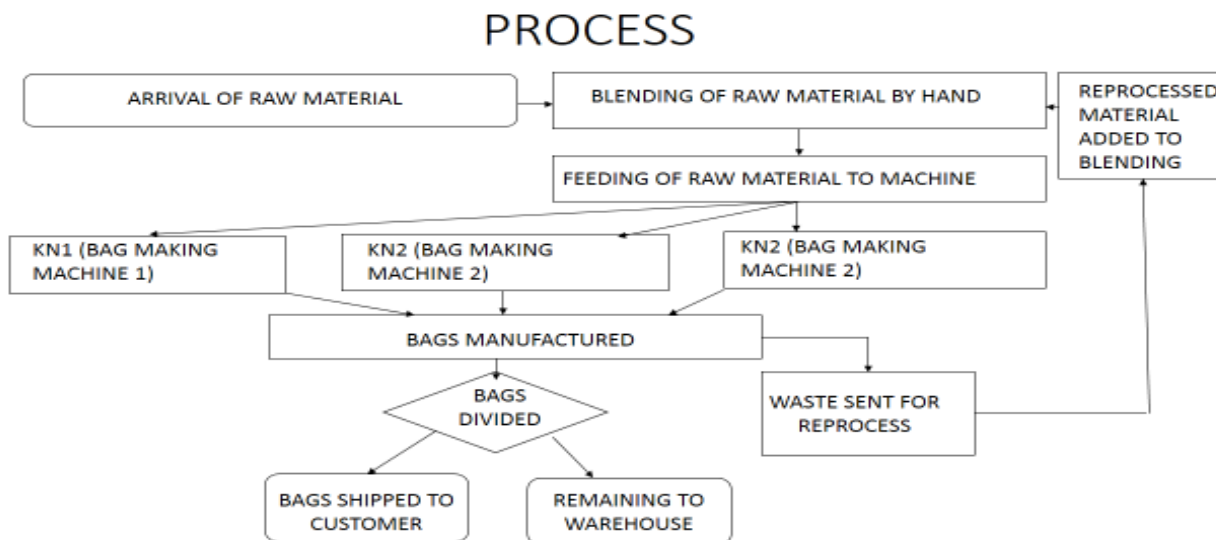 PROCESS
ARRIVAL OF RAW MATERIAL
BLENDING OF RAW MATERIAL BY HAND
REPROCESSED
MATERIAL
ADDED TO
BLENDING
FEEDING OF RAW MATERIAL TO MACHINE
KN1 (BAG MAKING
MACHINE 1)
KN2 (BAG MAKING
MACHINE 2)
KN2 (BAG MAKING
MACHINE 2)
BAGS MANUFACTURED
BAGS
DIVIDED
WASTE SENT FOR
REPROCESS
BAGS SHIPPED TO
CUSTOMER
REMAINING TO
WAREHOUSE